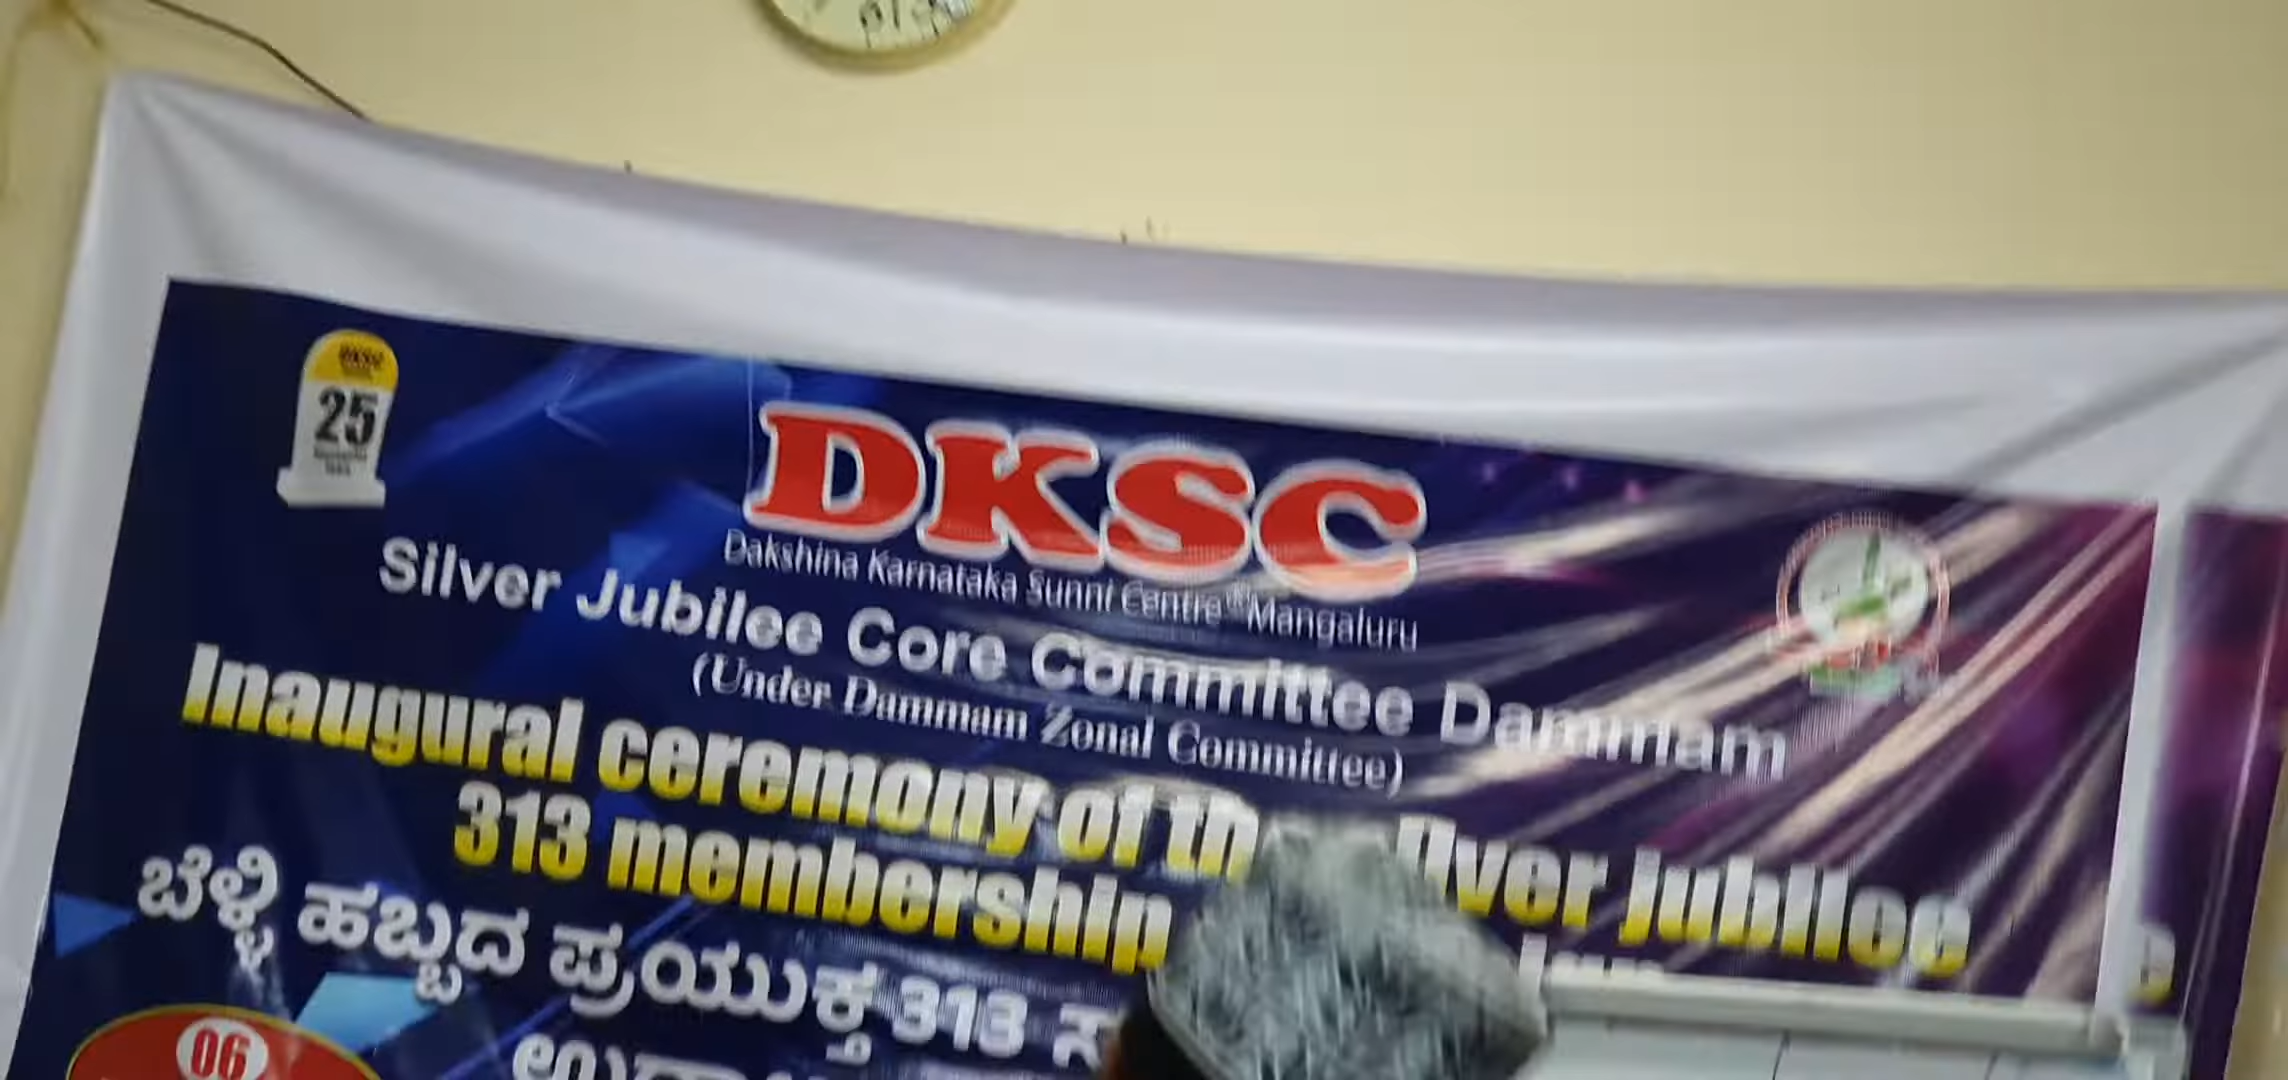 25
DKSC
Dakshina Karnataka Sunni Centre® Mangaluru
Silver Jubilee Core Committee Dammam
(Under Dammam Zonal Committee)
Inaugural ceremony of jubilee
313 membership
ಬೆಳ್ಳಿ ಹಬ್ಬದ ಪ್ರಯುಕ್ತ 313
06